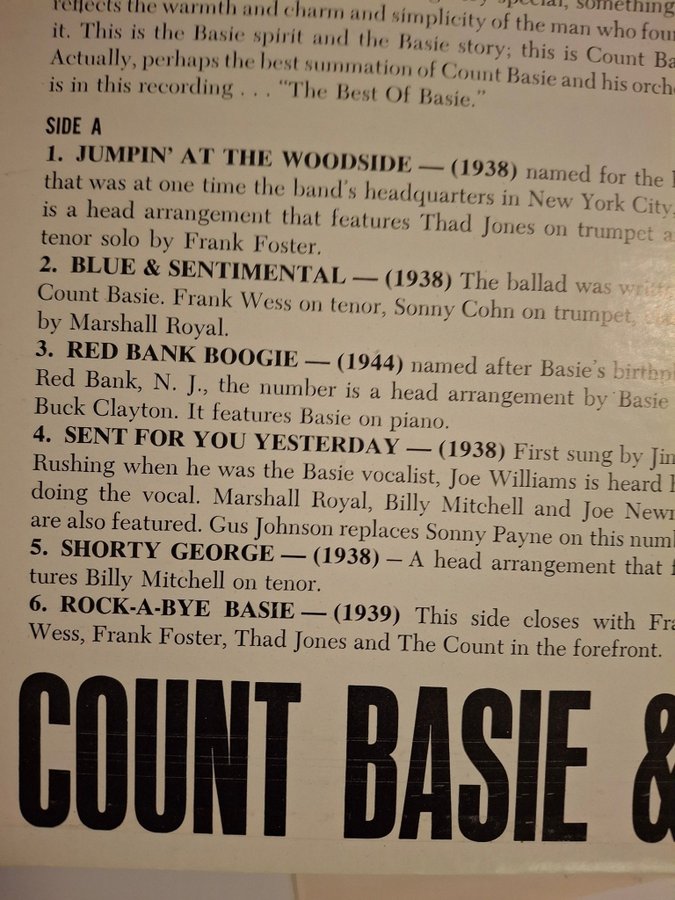 reflects the warmth and charm and simplicity of the man who
it. This is the Basie spirit and the Basie story; this is Count
Actually, perhaps the best summation of Count Basie and his
is in this recording . . . "The Best Of Basie."
SIDE A
1. JUMPIN' AT THE WOODSIDE — (1938) named for the
that was at one time the band's headquarters in New York City,
is a head arrangement that features Thad Jones on trumpet
tenor solo by Frank Foster.
2. BLUE & SENTIMENTAL — (1938) The ballad was
Count Basie. Frank Wess on tenor, Sonny Cohn on trumpet,
by Marshall Royal.
3. RED BANK BOOGIE — (1944) named after Basie's
Red Bank, N. J., the number is a head arrangement by Basie
Buck Clayton. It features Basie on piano.
4. SENT FOR YOU YESTERDAY — (1938) First sung by
Rushing when he was the Basie vocalist, Joe Williams is heard
doing the vocal. Marshall Royal, Billy Mitchell and Joe
are also featured. Gus Johnson replaces Sonny Payne on this
5. SHORTY GEORGE — (1938) – A head arrangement that
tures Billy Mitchell on tenor.
6. ROCK-A-BYE BASIE — (1939) This side closes with
Wess, Frank Foster, Thad Jones and The Count in the forefront.
COUNT BASIE &